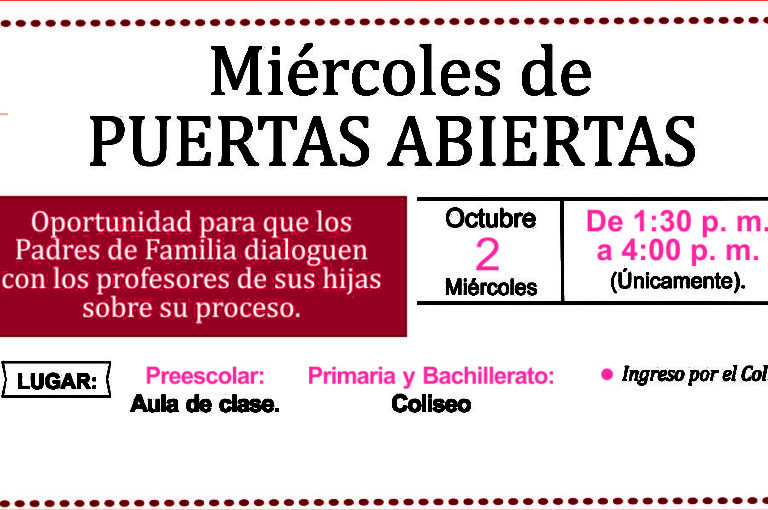 Miércoles de
PUERTAS ABIERTAS
Oportunidad para que los
Padres de Familia dialoguen
con los profesores de sus hijas
sobre su proceso.
Octubre
2
Miércoles
De 1:30 p. m.
a 4:00 p. m.
(Únicamente).
LUGAR:
Preescolar:
Aula de clase.
Primaria y Bachillerato:
Coliseo
• Ingreso por el